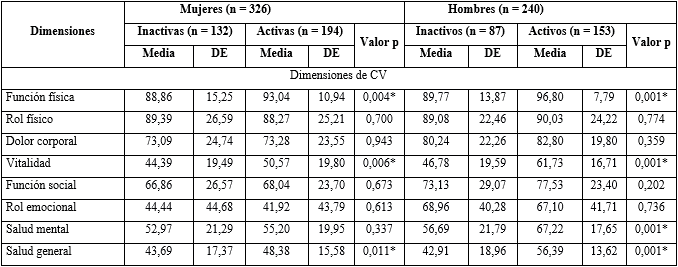 Dimensiones Mujeres (n = 326) Hombres (n = 240)
Inactivas (n = 132) Activas (n = 194) Valor p Inactivos (n = 87) Activos (n = 153) Valor p
Media DE Media DE Media DE Media DE
Dimensiones de CV
Función física 88,86 15,25 93,04 10,94 0,004* 89,77 13,87 96,80 7,79 0,001*
Rol físico 89,39 26,59 88,27 25,21 0,700 89,08 22,46 90,03 24,22 0,774
Dolor corporal 73,09 24,74 73,28 23,55 0,943 80,24 22,26 82,80 19,80 0,359
Vitalidad 44,39 19,49 50,57 19,80 0,006* 46,78 19,59 61,73 16,71 0,001*
Función social 66,86 26,57 68,04 23,70 0,673 73,13 29,07 77,53 23,40 0,202
Rol emocional 44,44 44,68 41,92 43,79 0,613 68,96 40,28 67,10 41,71 0,736
Salud mental 52,97 21,29 55,20 19,95 0,337 56,69 21,79 67,22 17,65 0,001*
Salud general 43,69 17,37 48,38 15,58 0,011* 42,91 18,96 56,39 13,62 0,001*